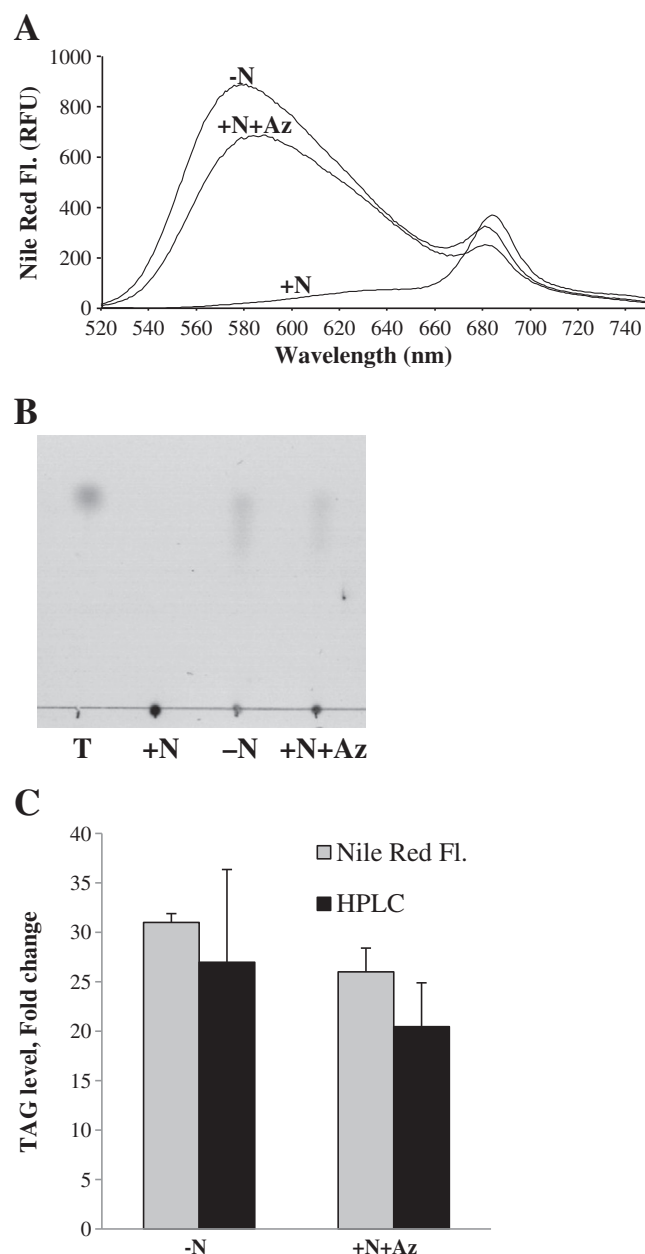 A
1000
800
600
400
200
0
Nile Red Fl. (RFU)
-N
+N+Az
+N
520 540 560 580 600 620 640 660 680 700 720 740
Wavelength (nm)
B
T +N –N +N+Az
C
40
35
30
25
20
15
10
5
0
TAG level, Fold change
Nile Red Fl.
HPLC
-N +N+Az